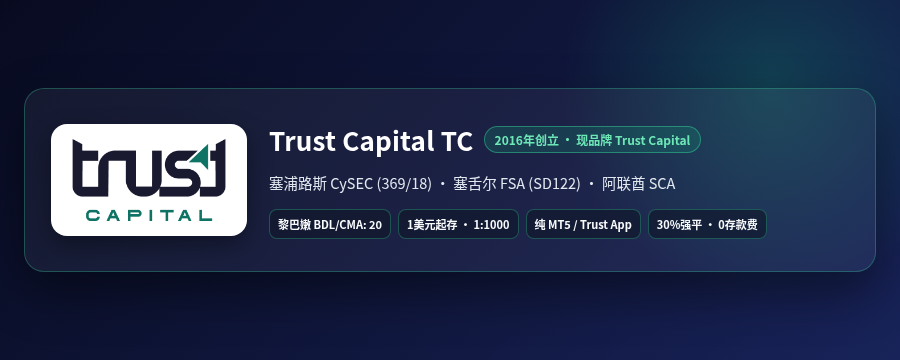 trust
CAPITAL
Trust Capital TC
2016年创立 · 现品牌 Trust Capital
塞浦路斯 CySEC (369/18) · 塞舌尔 FSA (SD122) · 阿联酋 SCA
黎巴嫩 BDL/CMA: 20
1美元起存 · 1:1000
纯 MT5 / Trust App
30%强平 · 0存款费